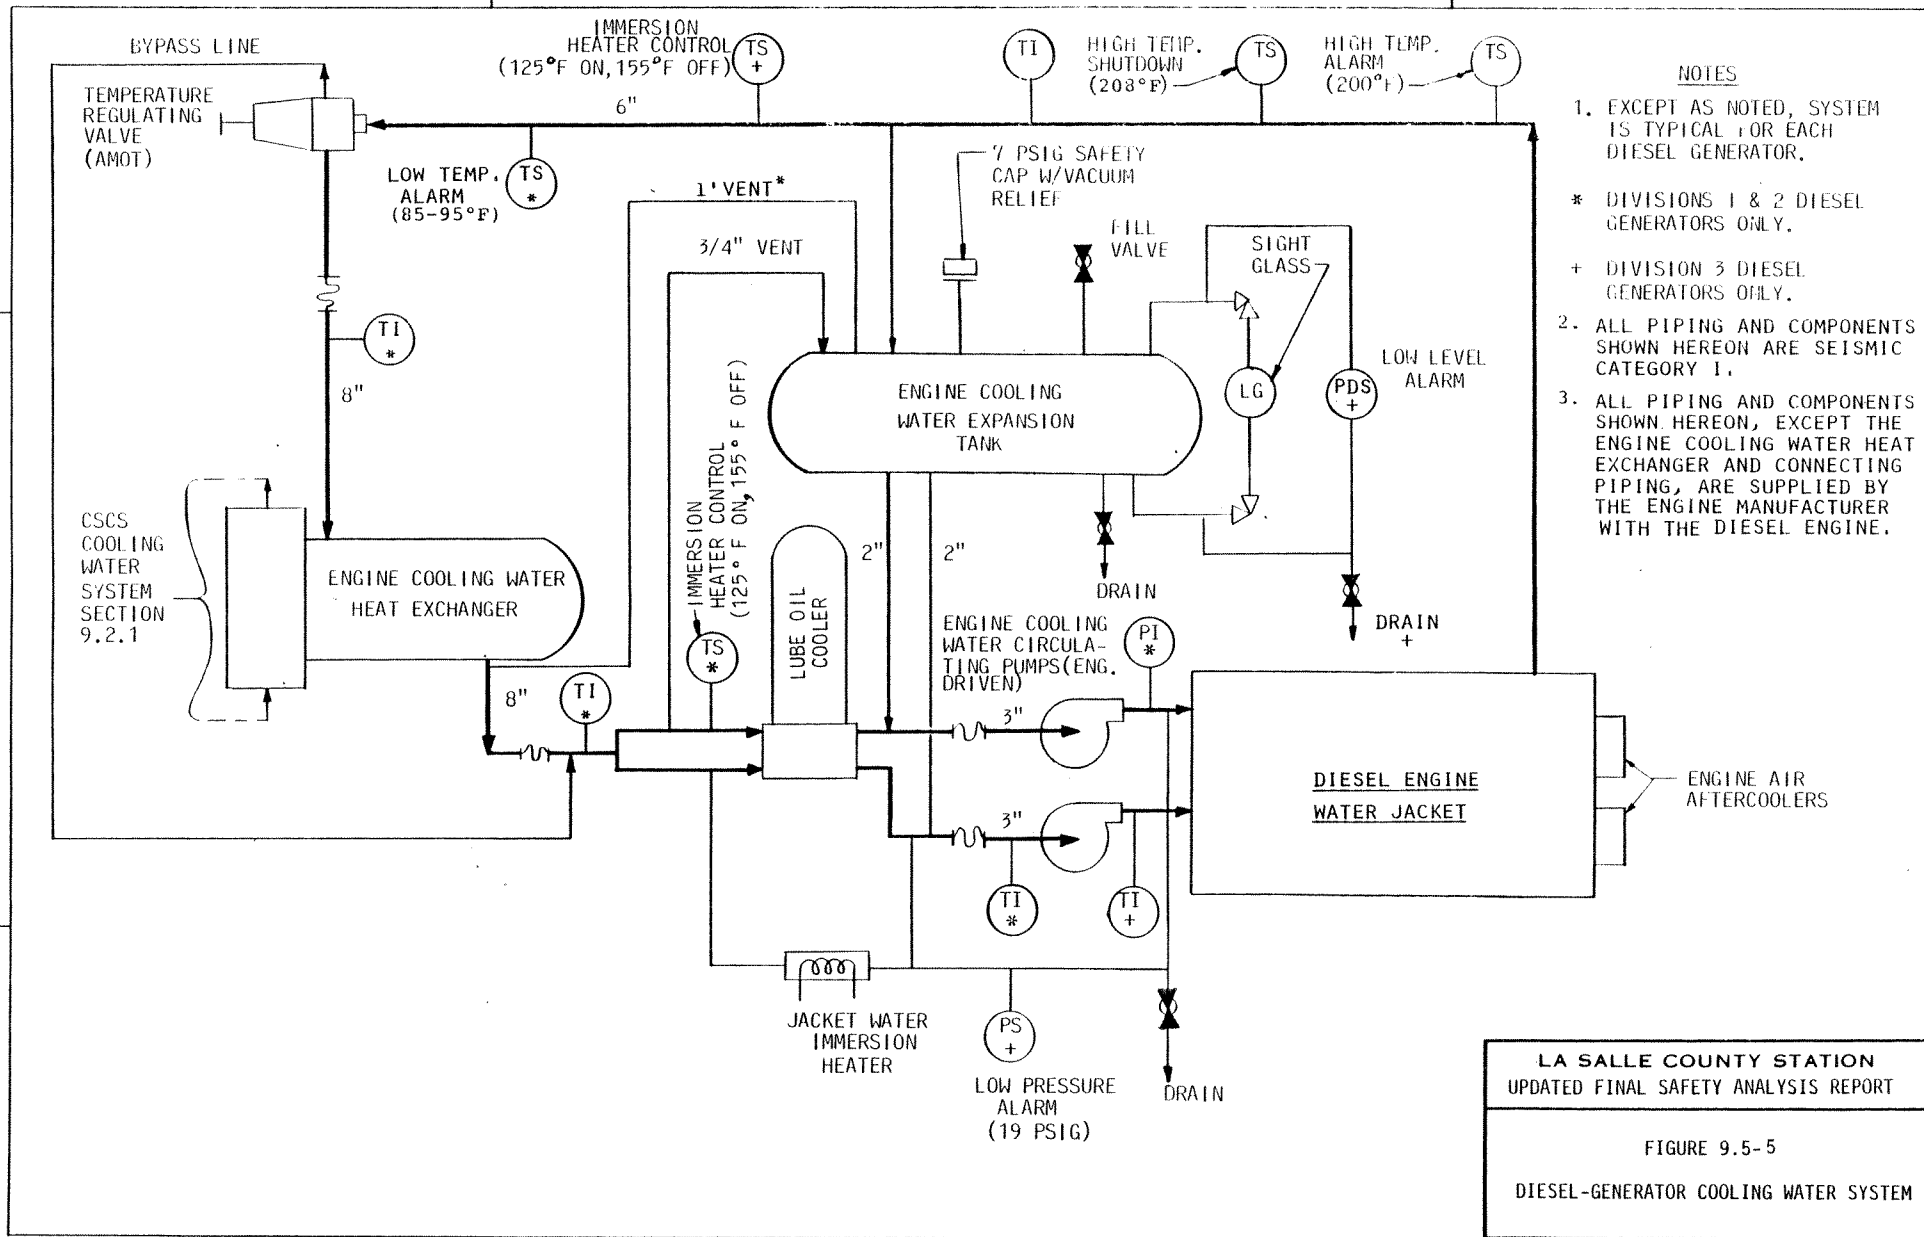 BYPASS LINE
IMMERSION
HEATER CONTROL
(125°F ON,155°F OFF)
TS
+
TI
HIGH TEMP.
SHUTDOWN
(208°F)
TS
HIGH TEMP.
ALARM
(200°F)
TS
TEMPERATURE
REGULATING
VALVE
(AMOT)
6"
LOW TEMP.
ALARM
(85-95°F)
TS
*
1' VENT*
3/4" VENT
7 PSIG SAFETY
CAP W/VACUUM
RELIEF
FILL
VALVE
SIGHT
GLASS
TI
*
8"
ENGINE COOLING
WATER EXPANSION
TANK
LG
PDS
+
LOW LEVEL
ALARM
CSCS
COOLING
WATER
SYSTEM
SECTION
9.2.1
ENGINE COOLING WATER
HEAT EXCHANGER
IMMERSION
HEATER CONTROL
(125° F ON,155° F OFF)
TS
*
LUBE OIL
COOLER
2"
2"
DRAIN
DRAIN
+
ENGINE COOLING
WATER CIRCULA-
TING PUMPS(ENG.
DRIVEN)
PI
*
8"
TI
*
3"
3"
TI
*
TI
+
DIESEL ENGINE
WATER JACKET
ENGINE AIR
AFTERCOOLERS
JACKET WATER
IMMERSION
HEATER
PS
+
LOW PRESSURE
ALARM
(19 PSIG)
DRAIN
NOTES
1. EXCEPT AS NOTED, SYSTEM
IS TYPICAL FOR EACH
DIESEL GENERATOR.
* DIVISIONS 1 & 2 DIESEL
GENERATORS ONLY.
+ DIVISION 3 DIESEL
GENERATORS ONLY.
2. ALL PIPING AND COMPONENTS
SHOWN HEREON ARE SEISMIC
CATEGORY I.
3. ALL PIPING AND COMPONENTS
SHOWN HEREON, EXCEPT THE
ENGINE COOLING WATER HEAT
EXCHANGER AND CONNECTING
PIPING, ARE SUPPLIED BY
THE ENGINE MANUFACTURER
WITH THE DIESEL ENGINE.
LA SALLE COUNTY STATION
UPDATED FINAL SAFETY ANALYSIS REPORT
FIGURE 9.5-5
DIESEL-GENERATOR COOLING WATER SYSTEM